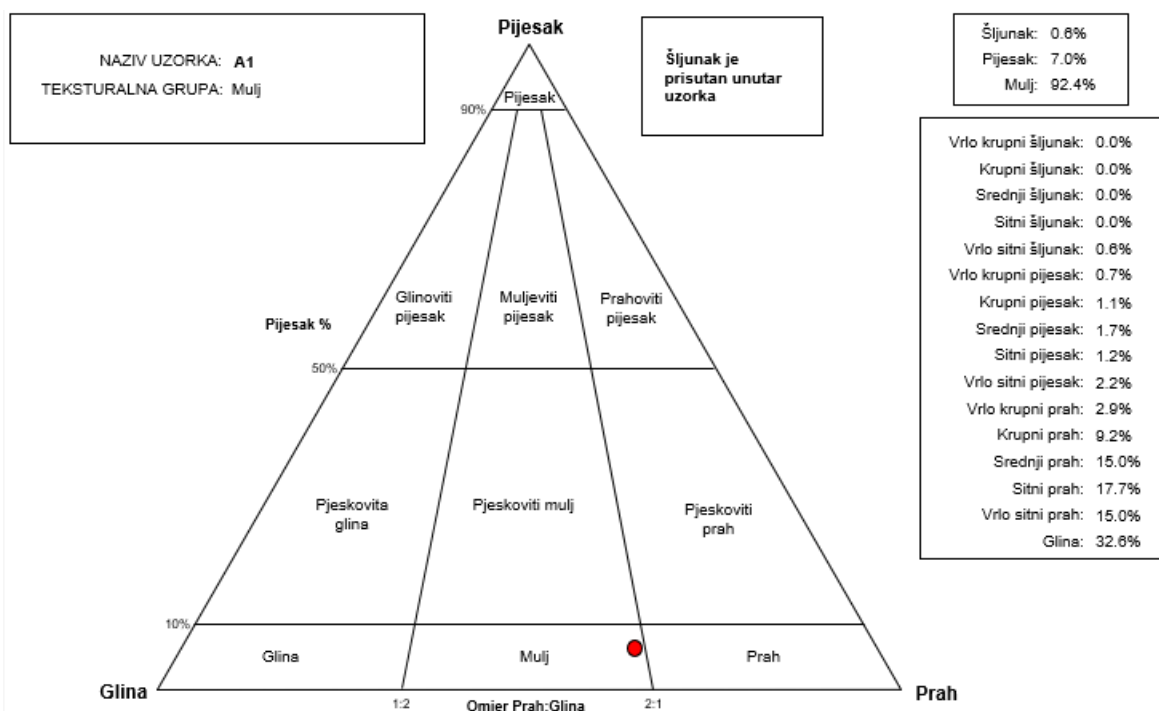 NAZIV UZORKA: A1
TEKSTURALNA GRUPA: Mulj
Pijesak
Šljunak je
prisutan unutar
uzorka
Šljunak: 0.6%
Pijesak: 7.0%
Mulj: 92.4%
Pijesak
90%
Vrlo krupni šljunak: 0.0%
Krupni šljunak: 0.0%
Srednji šljunak: 0.0%
Sitni šljunak: 0.0%
Vrlo sitni šljunak: 0.6%
Vrlo krupni pijesak: 0.7%
Krupni pijesak: 1.1%
Srednji pijesak: 1.7%
Sitni pijesak: 1.2%
Vrlo sitni pijesak: 2.2%
Vrlo krupni prah: 2.9%
Krupni prah: 9.2%
Srednji prah: 15.0%
Sitni prah: 17.7%
Vrlo sitni prah: 15.0%
Glina: 32.6%
Glinoviti
pijesak
Muljeviti
pijesak
Prahoviti
pijesak
Pijesak %
50%
Pjeskovita
glina
Pjeskoviti mulj
Pjeskoviti
prah
10%
Glina
Mulj
Prah
Glina
1:2
Omjer Prah:Glina
2:1
Prah